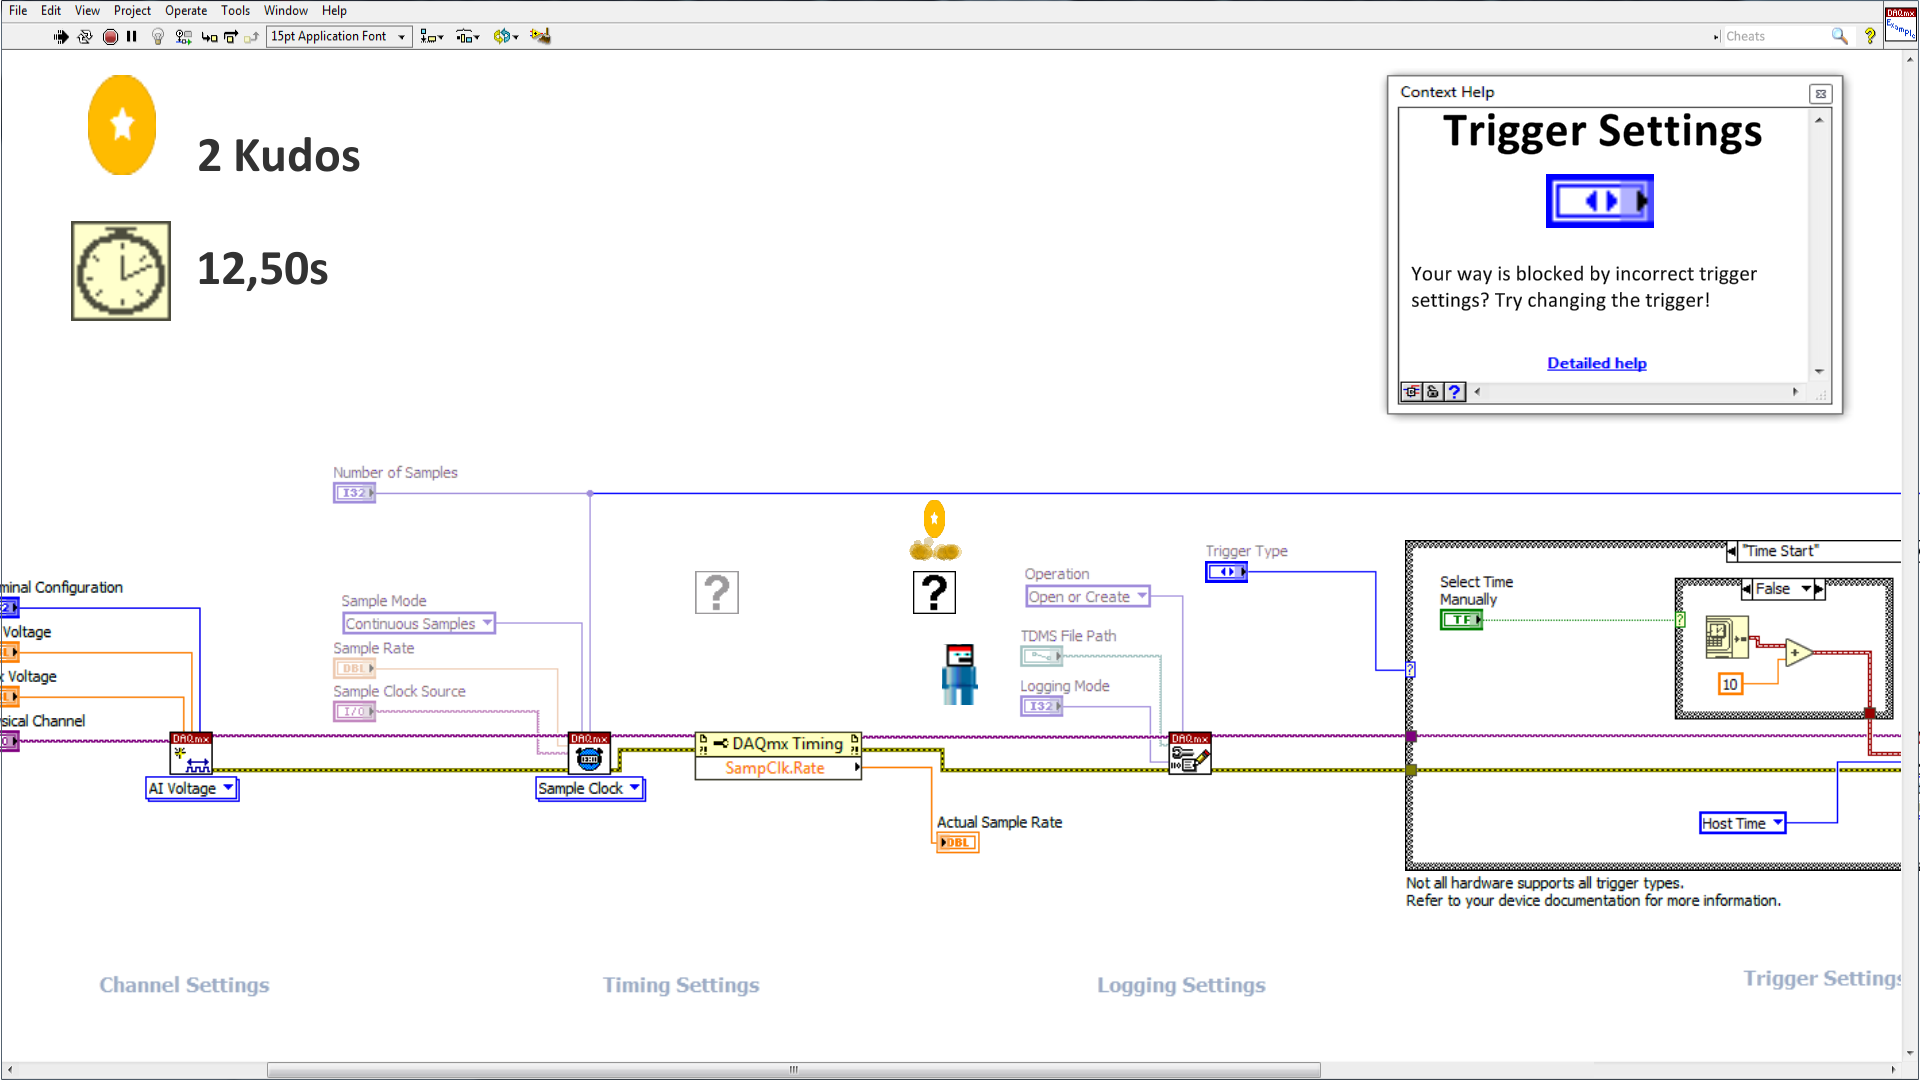 File Edit View Project Operate Tools Window Help
15pt Application Font
Cheats
DAQmx
Example
2 Kudos
12,50s
Context Help
Trigger Settings
Your way is blocked by incorrect trigger
settings? Try changing the trigger!
Detailed help
Number of Samples
I32
Trigger Type
"Time Start"
minal Configuration
Voltage
x Voltage
sical Channel
Sample Mode
Continuous Samples
Sample Rate
DBL
Sample Clock Source
I/O
?
?
Operation
Open or Create
TDMS File Path
Logging Mode
I32
Select Time
Manually
TF
False
?
?
10
+
DAQmx
AI Voltage
DAQmx
Sample Clock
DAQmx Timing
SampClk.Rate
DAQmx
Actual Sample Rate
DBL
Host Time
Not all hardware supports all trigger types.
Refer to your device documentation for more information.
Channel Settings
Timing Settings
Logging Settings
Trigger Settings